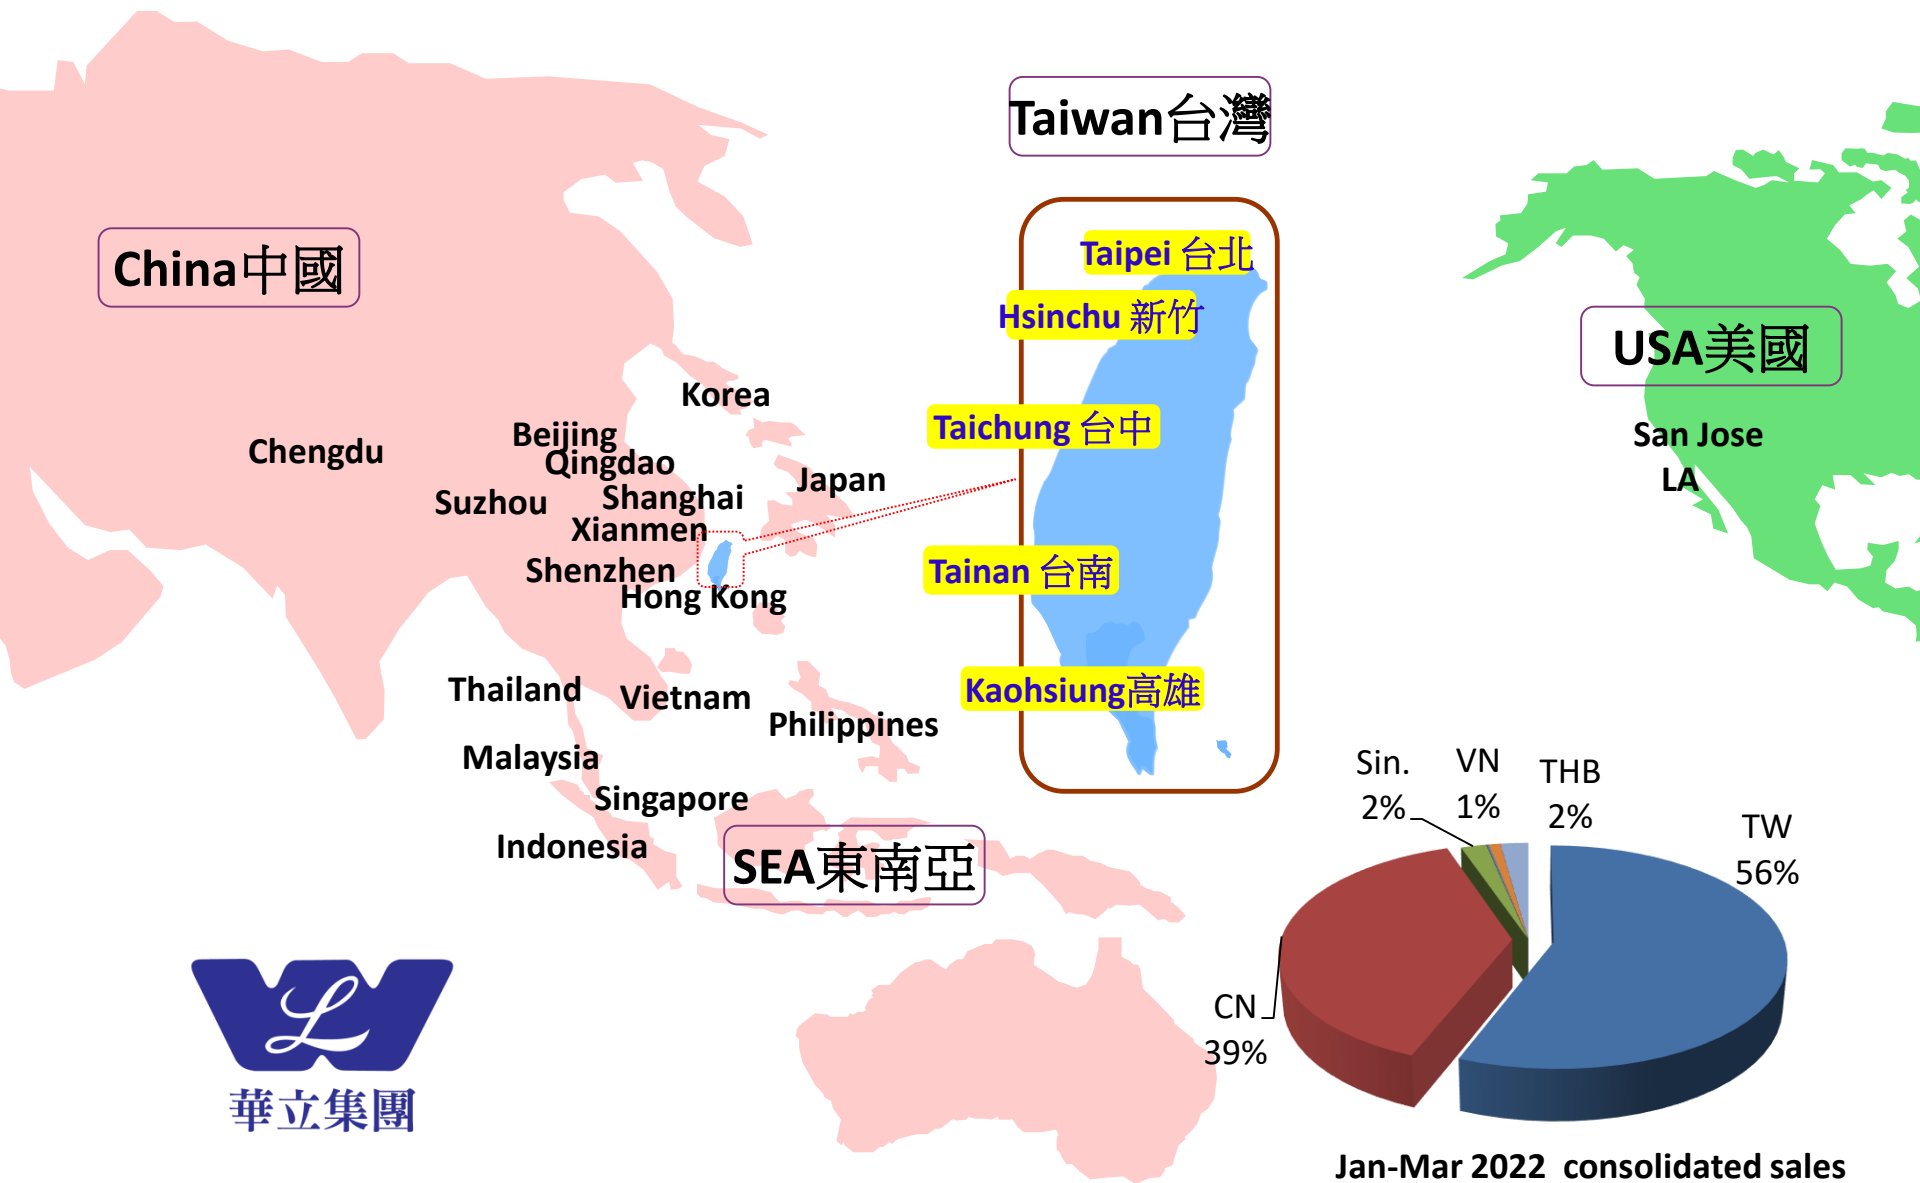 Taiwan台灣
China中國
Taipei 台北
Hsinchu 新竹
USA美國
Korea
Taichung 台中
Beijing
San Jose
Chengdu
Qingdao
Japan
LA
Suzhou
Shanghai
Xianmen
Shenzhen
Tainan 台南
Hong Kong
Thailand
Vietnam
Kaohsiung高雄
Philippines
Malaysia
Singapore
Indonesia
SEA東南亞
Sin.
2%
VN
1%
THB
2%
TW
56%
CN
39%
L
華立集團
Jan-Mar 2022 consolidated sales